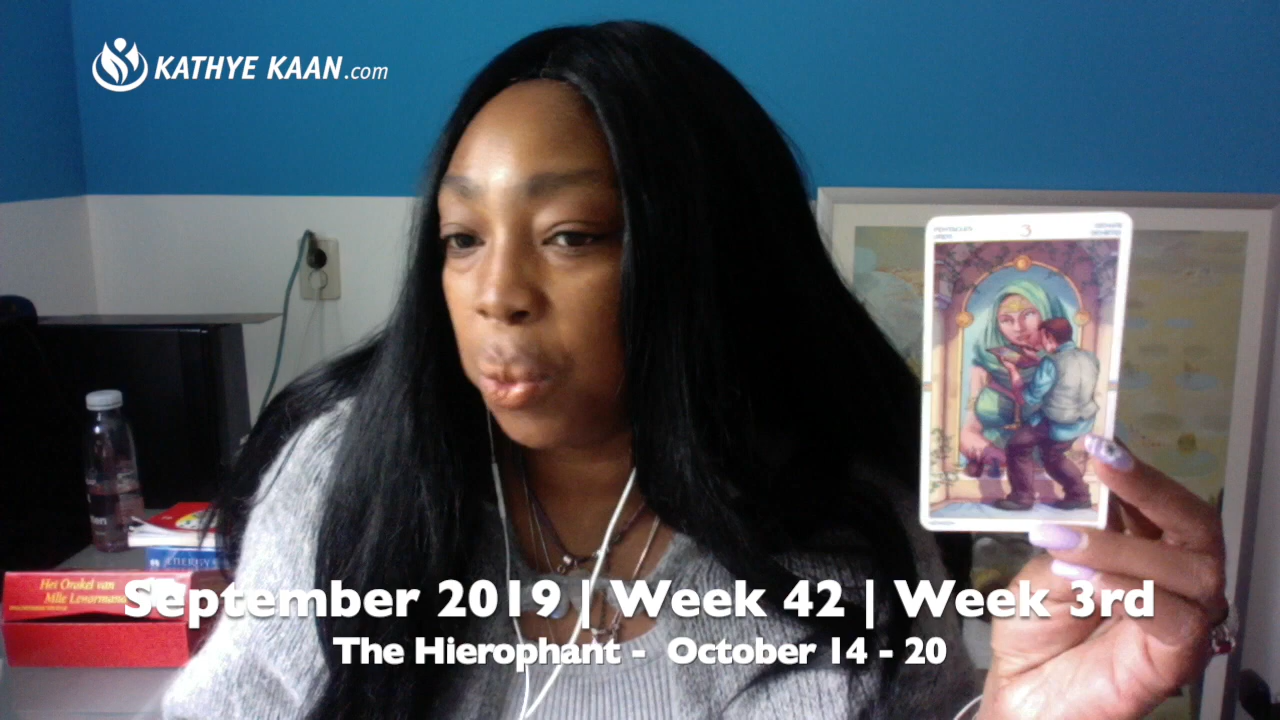 KATHYE KAAN.com
3
Het Orakel van
Mlle Lenormand
ENERGY
September 2019 | Week 42 | Week 3rd
The Hierophant - October 14 - 20